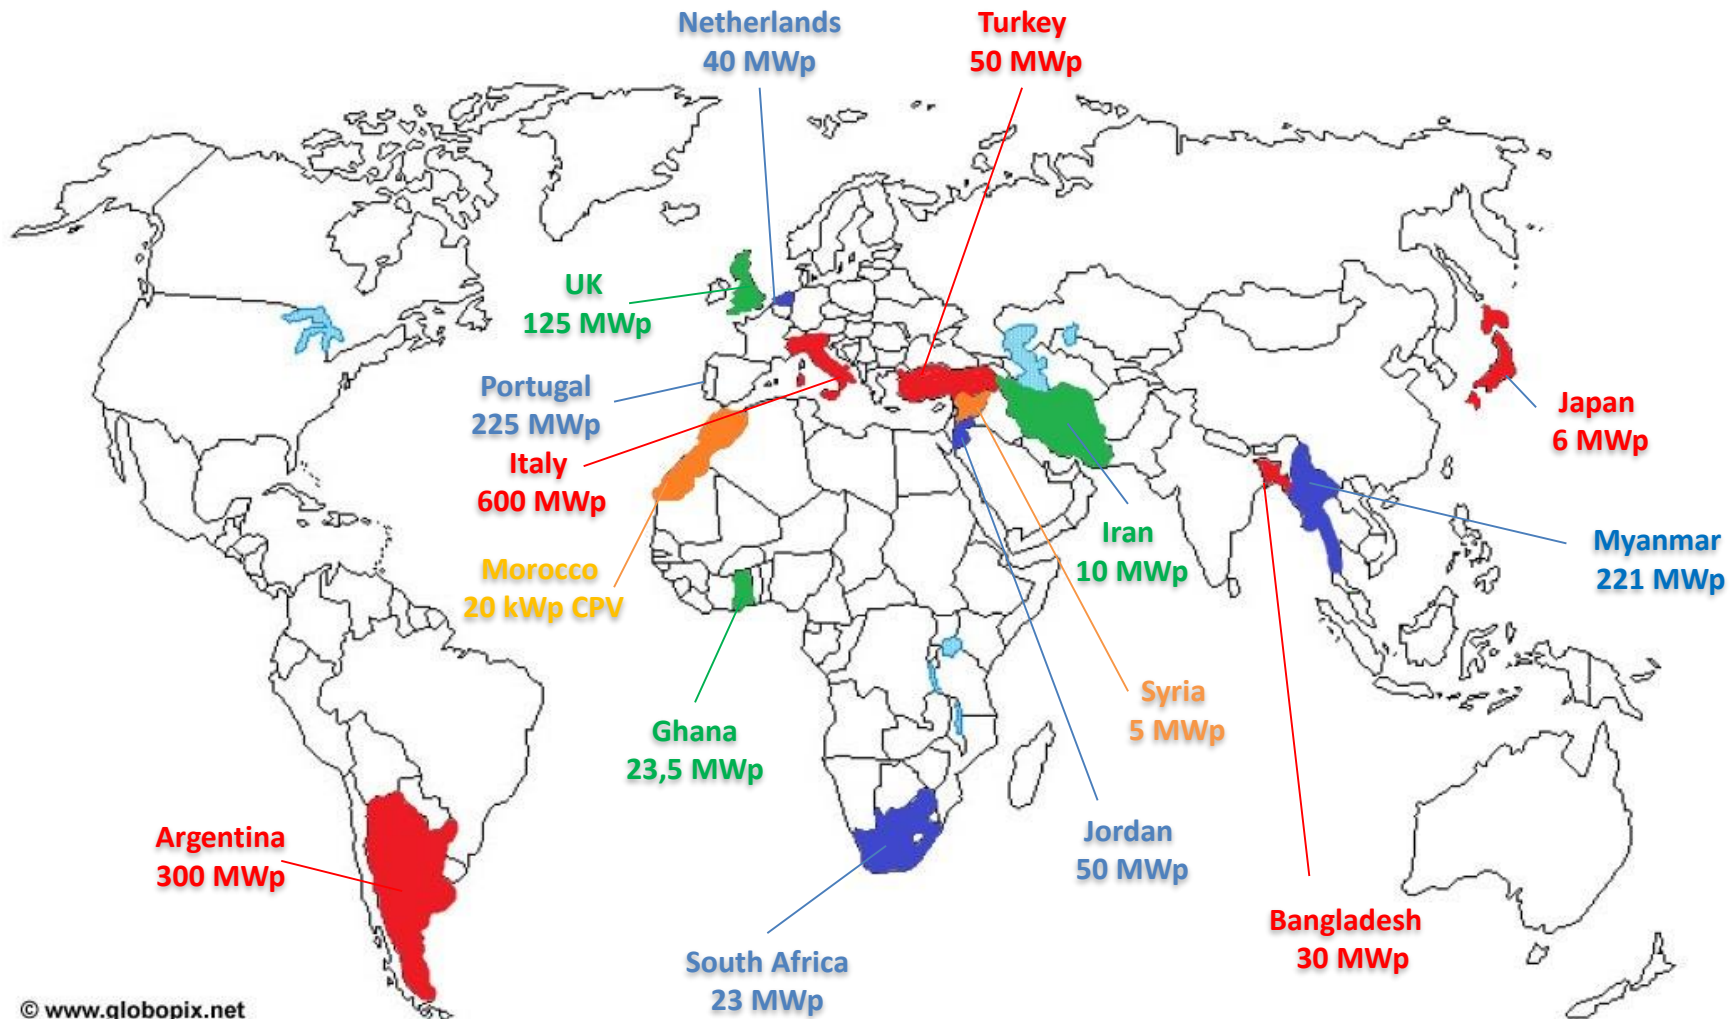 Netherlands
40 MWp
Turkey
50 MWp
UK
125 MWp
Portugal
225 MWp
Italy
600 MWp
Japan
6 MWp
Morocco
20 kWp CPV
Iran
10 MWp
Myanmar
221 MWp
Ghana
23,5 MWp
Syria
5 MWp
Argentina
300 MWp
Jordan
50 MWp
South Africa
23 MWp
Bangladesh
30 MWp
© www.globopix.net